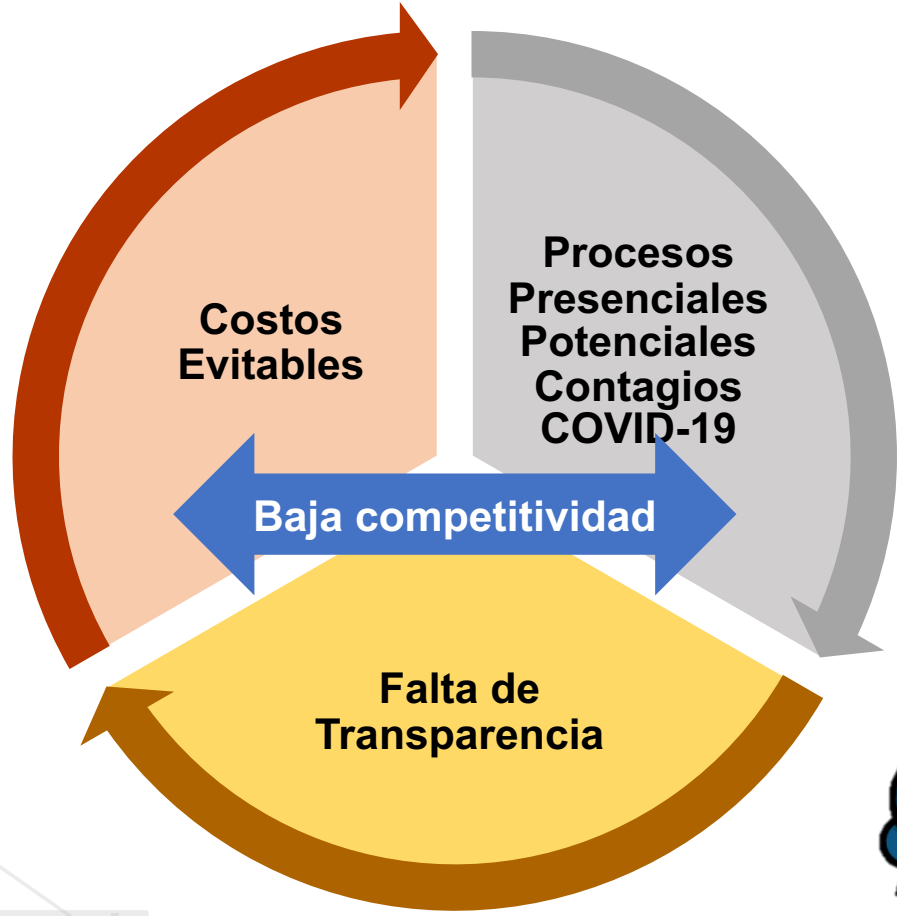 Costos
Evitables
Procesos
Presenciales
Potenciales
Contagios
COVID-19
Baja competitividad
Falta de
Transparencia